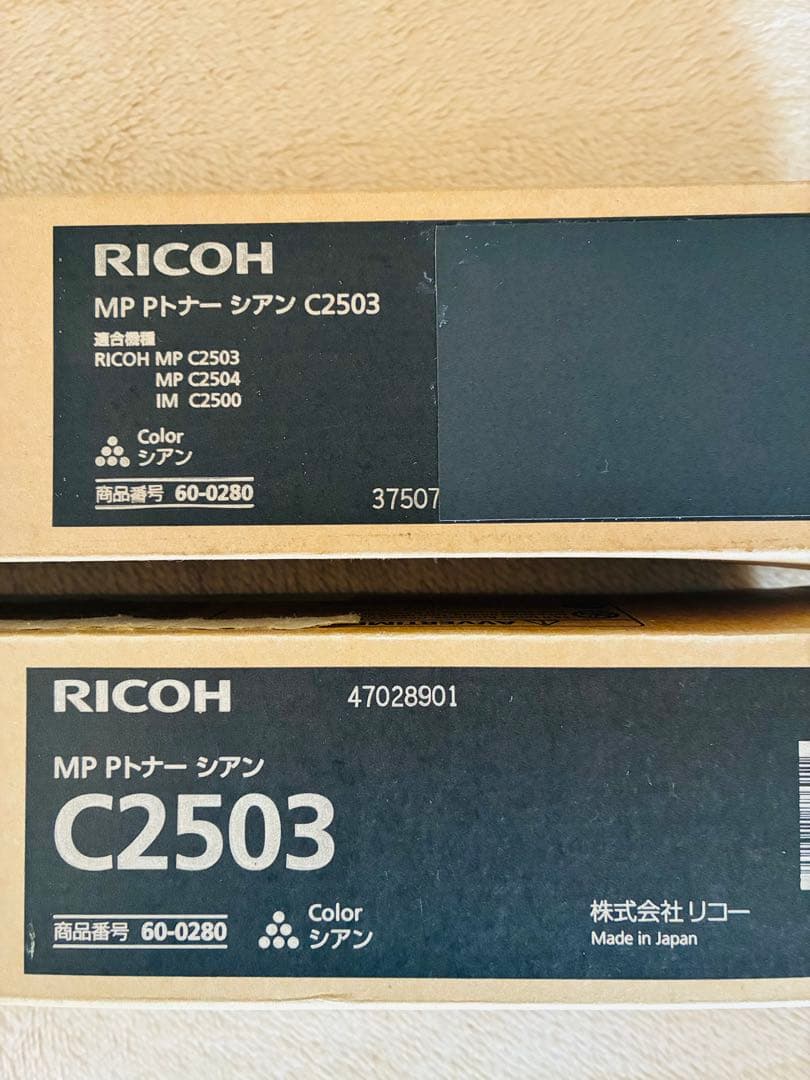 RICOH
MP Pトナー シアン C2503
適合機種
RICOH MP C2503
MP C2504
IM C2500
Color
シアン
商品番号 60-0280
37507
RICOH
47028901
MP Pトナー シアン
C2503
商品番号 60-0280
Color
シアン
株式会社リコー
Made in Japan